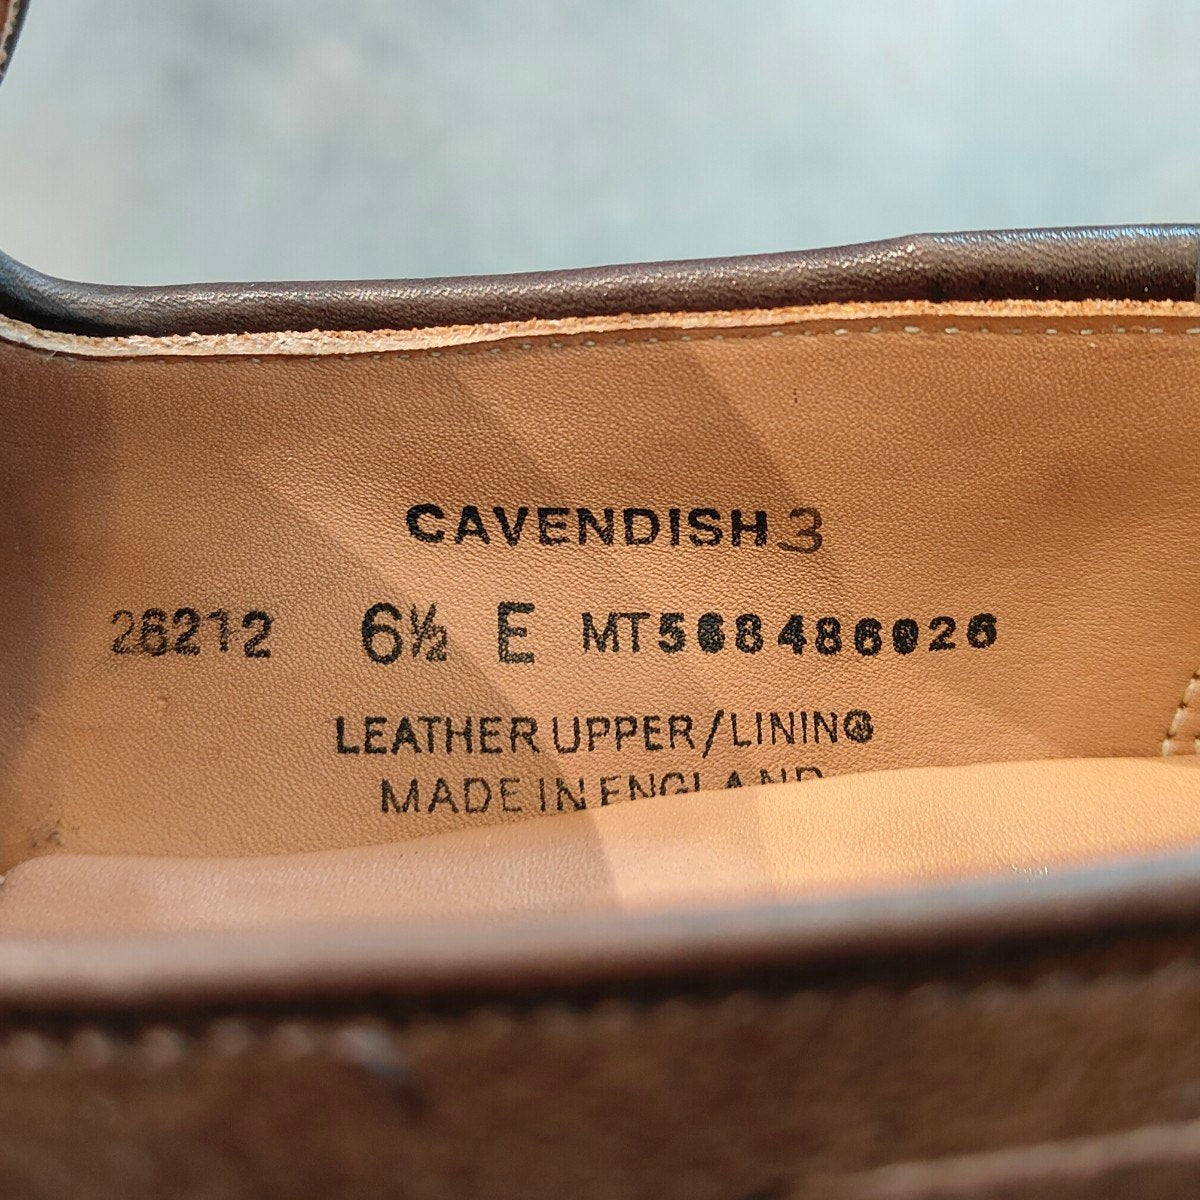 CAVENDISH 3
26212 6½ E MT568486026
LEATHER UPPER/LINING
MADE IN ENGLAND